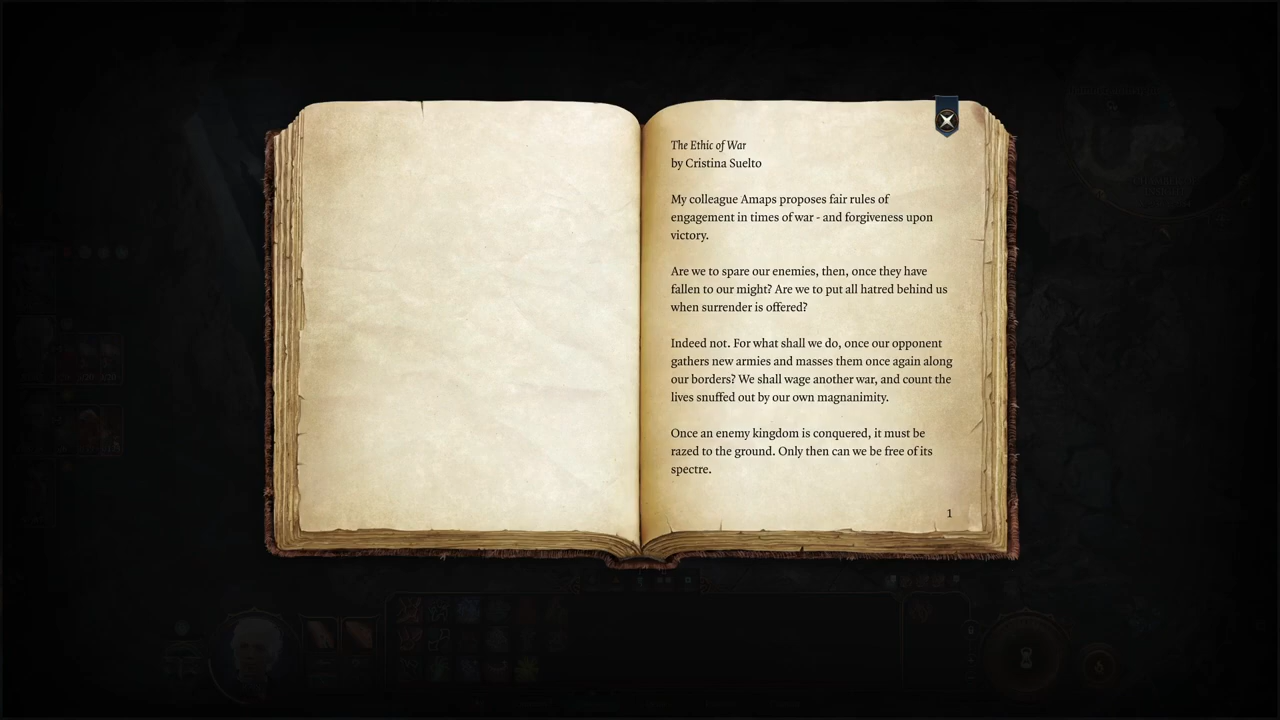 The Ethic of War
by Cristina Suelto
My colleague Amaps proposes fair rules of
engagement in times of war - and forgiveness upon
victory.
Are we to spare our enemies, then, once they have
fallen to our might? Are we to put all hatred behind us
when surrender is offered?
Indeed not. For what shall we do, once our opponent
gathers new armies and masses them once again along
our borders? We shall wage another war, and count the
lives snuffed out by our own magnanimity.
Once an enemy kingdom is conquered, it must be
razed to the ground. Only then can we be free of its
spectre.
1